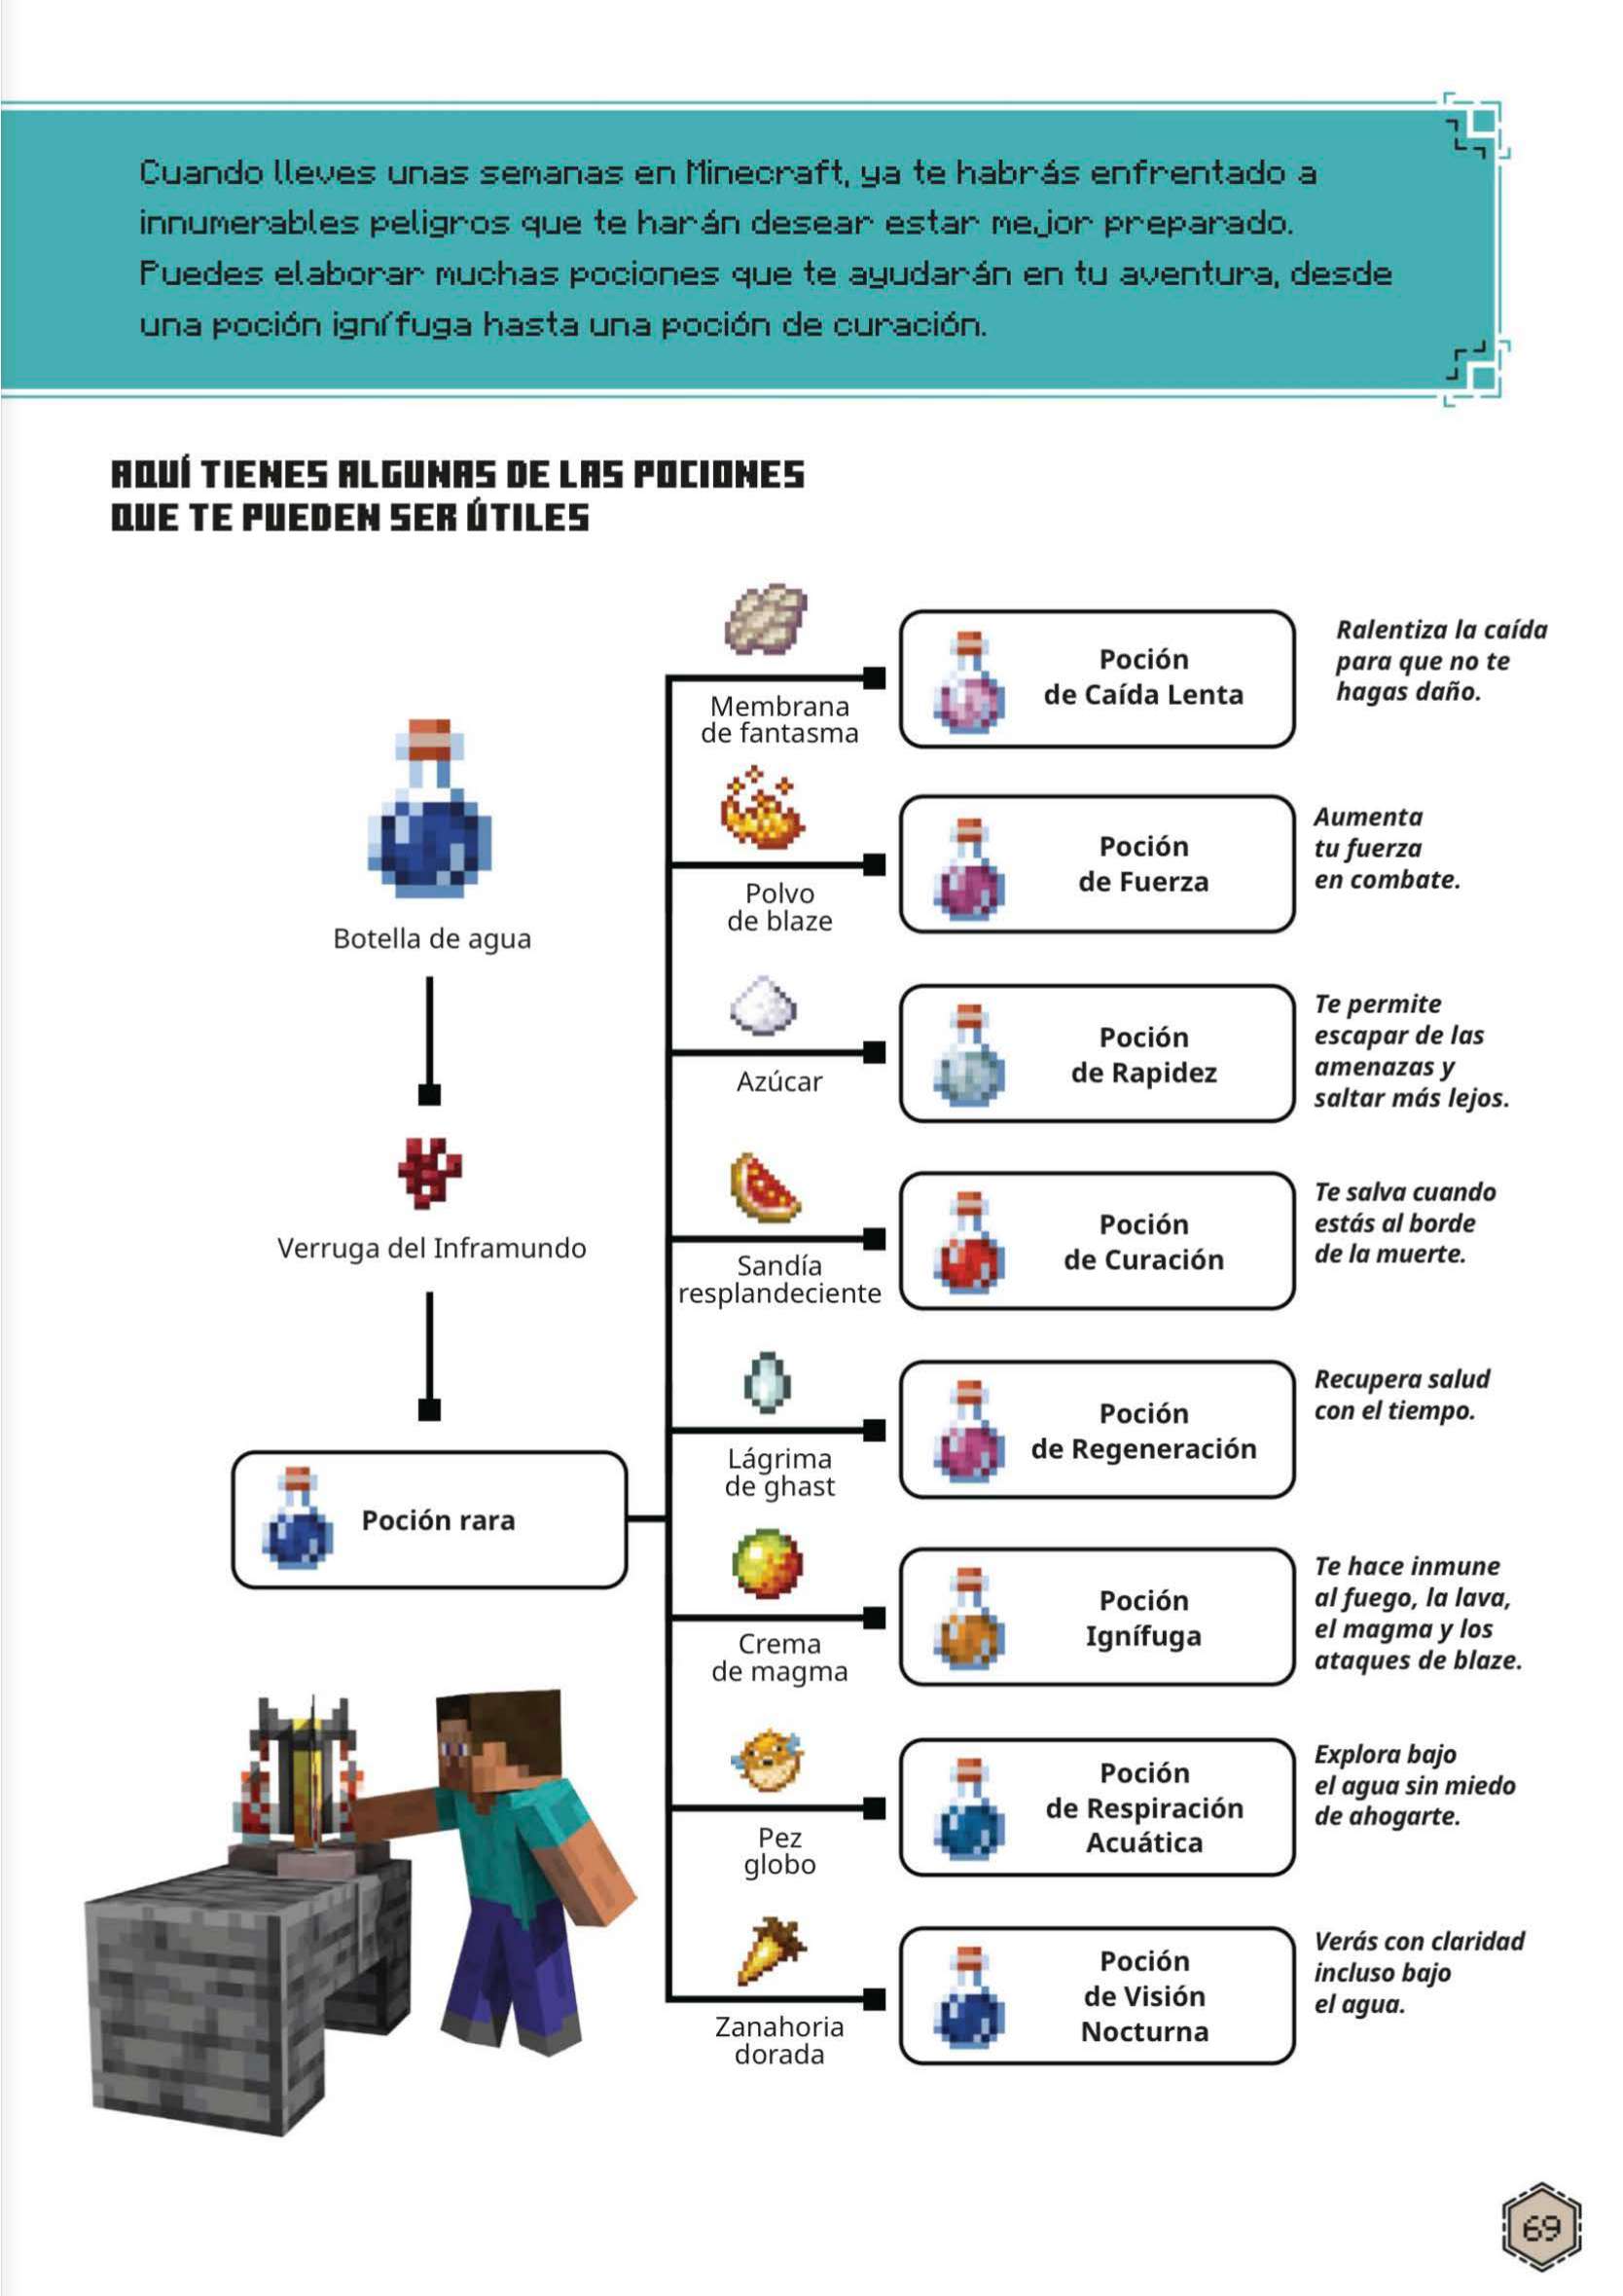 Cuando lleves unas semanas en Minecraft, ya te habrás enfrentado a
innumerables peligros que te harán desear estar mejor preparado.
Puedes elaborar muchas pociones que te ayudarán en tu aventura, desde
una poción ignífuga hasta una poción de curación.
AQUÍ TIENES ALGUNAS DE LAS POCIONES
QUE TE PUEDEN SER ÚTILES
Botella de agua
Verruga del Inframundo
Poción rara
Membrana
de fantasma
Poción
de Caída Lenta
Ralentiza la caída
para que no te
hagas daño.
Polvo
de blaze
Poción
de Fuerza
Aumenta
tu fuerza
en combate.
Azúcar
Poción
de Rapidez
Te permite
escapar de las
amenazas y
saltar más lejos.
Sandía
resplandeciente
Poción
de Curación
Te salva cuando
estás al borde
de la muerte.
Lágrima
de ghast
Poción
de Regeneración
Recupera salud
con el tiempo.
Crema
de magma
Poción
Ignífuga
Te hace inmune
al fuego, la lava,
el magma y los
ataques de blaze.
Pez
globo
Poción
de Respiración
Acuática
Explora bajo
el agua sin miedo
de ahogarte.
Zanahoria
dorada
Poción
de Visión
Nocturna
Verás con claridad
incluso bajo
el agua.
69